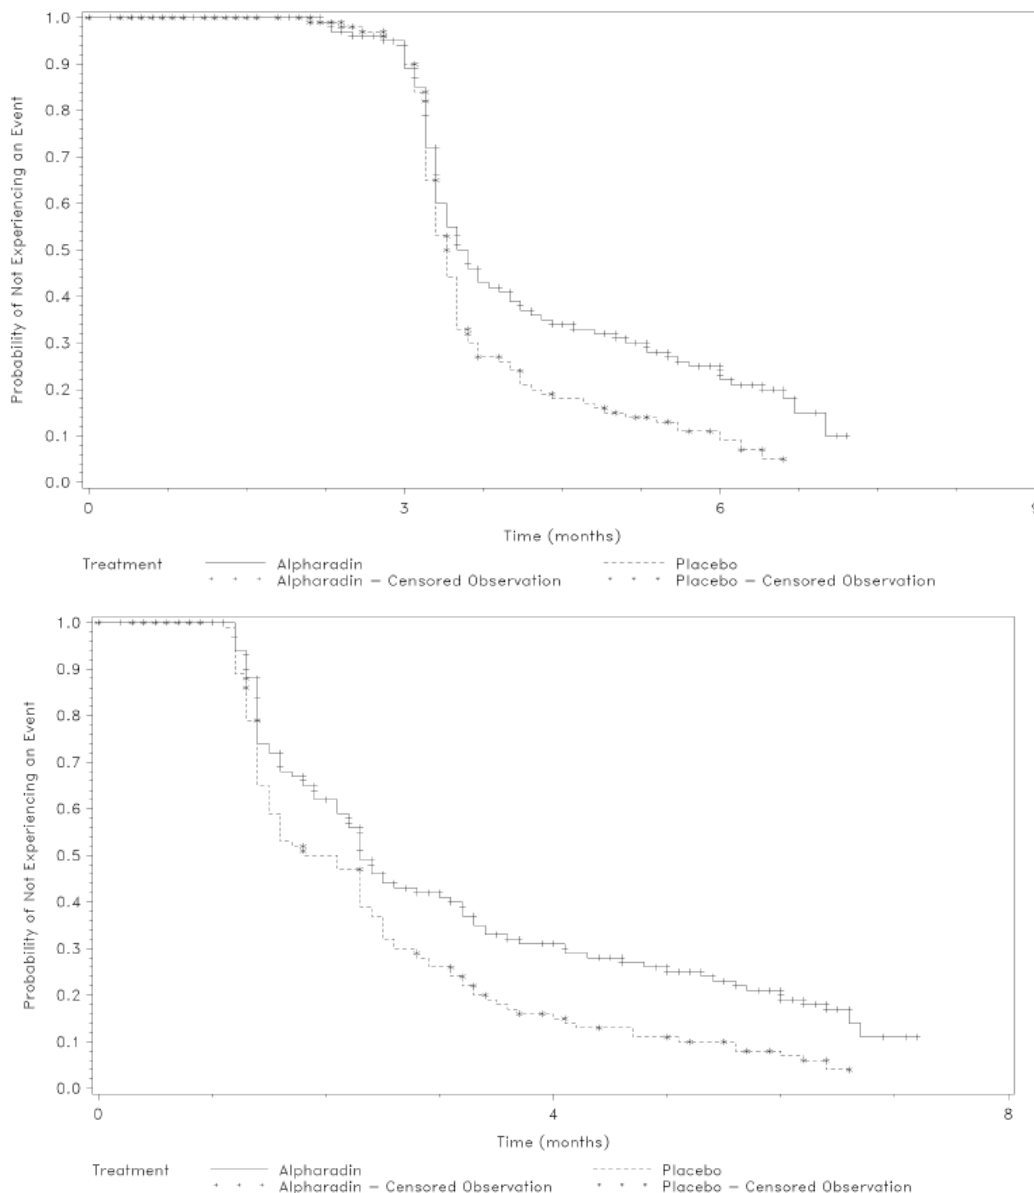 Probability of Not Experiencing an Event
1.0
0.9
0.8
0.7
0.6
0.5
0.4
0.3
0.2
0.1
0.0
0 3 6 9
Time (months)
Treatment Alpharadin Placebo
+ + + Alpharadin – Censored Observation * * * Placebo – Censored Observation
Probability of Not Experiencing an Event
1.0
0.9
0.8
0.7
0.6
0.5
0.4
0.3
0.2
0.1
0.0
0 4 8
Time (months)
Treatment Alpharadin Placebo
+ + + Alpharadin – Censored Observation * * * Placebo – Censored Observation